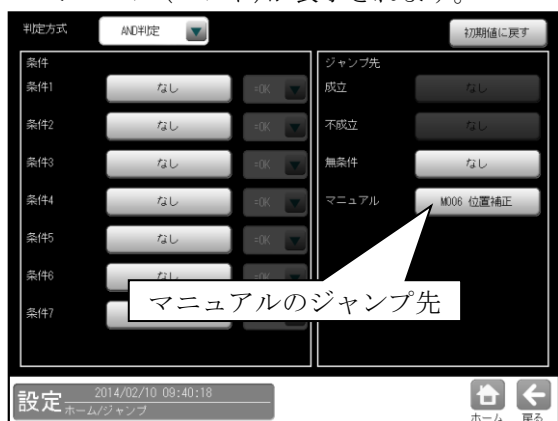 判定方式 AND判定 初期値に戻す
条件 ジャンプ先
条件1 なし =OK 成立 なし
条件2 なし =OK 不成立 なし
条件3 なし =OK 無条件 なし
条件4 なし =OK マニュアル M006 位置補正
条件5 なし =OK
条件6 なし =OK
マニュアルのジャンプ先
条件7
設定 2014/02/10 09:40:18
ホーム/ジャンプ
ホーム 戻る